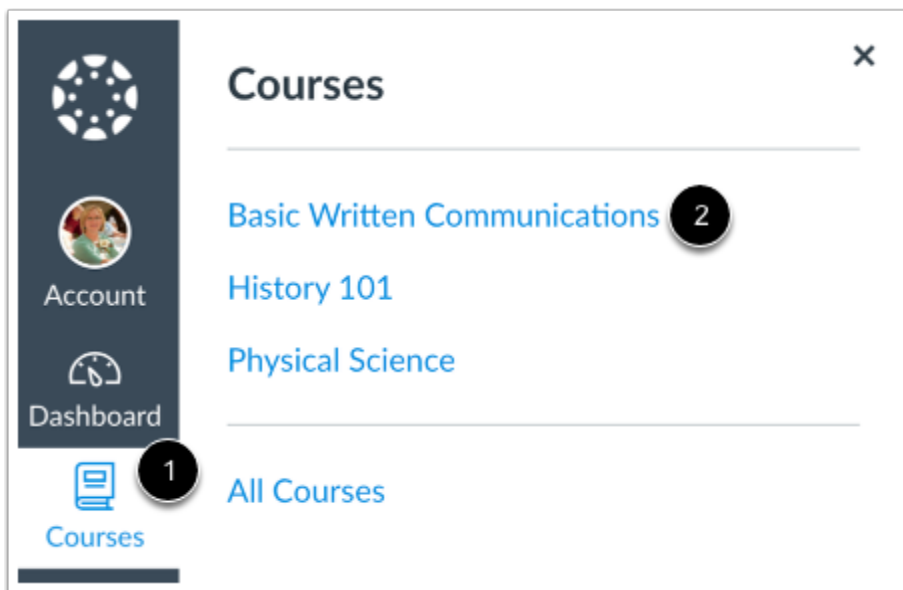 Courses
Basic Written Communications 2
History 101
Physical Science
All Courses
Account
Dashboard
1
Courses